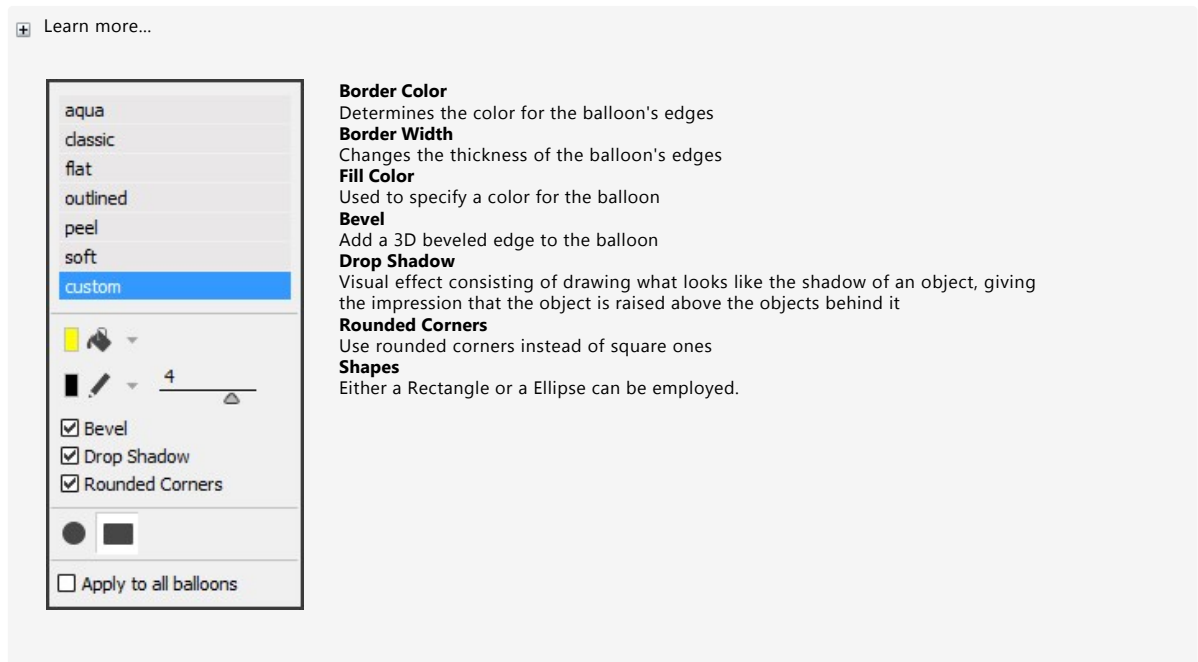 Learn more...
aqua
classic
flat
outlined
peel
soft
custom
4
Bevel
Drop Shadow
Rounded Corners
Apply to all balloons
Border Color
Determines the color for the balloon's edges
Border Width
Changes the thickness of the balloon's edges
Fill Color
Used to specify a color for the balloon
Bevel
Add a 3D beveled edge to the balloon
Drop Shadow
Visual effect consisting of drawing what looks like the shadow of an object, giving
the impression that the object is raised above the objects behind it
Rounded Corners
Use rounded corners instead of square ones
Shapes
Either a Rectangle or a Ellipse can be employed.